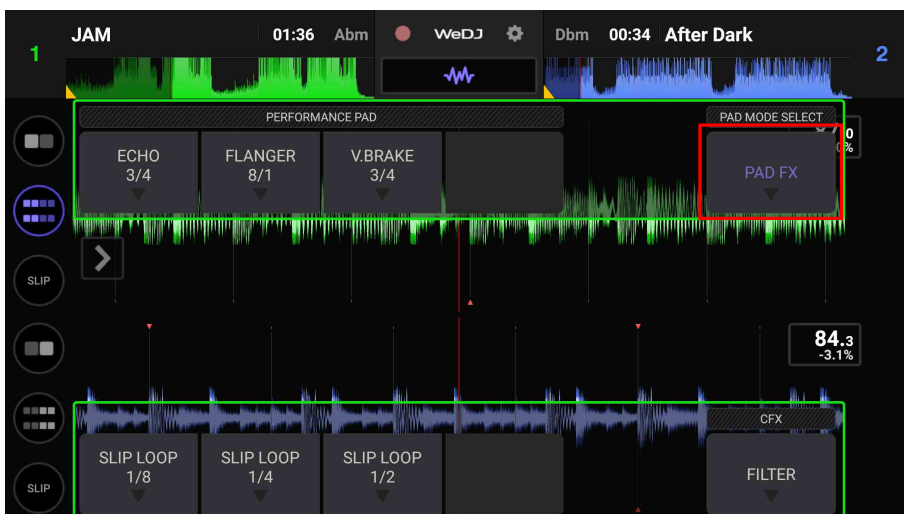 1
JAM
01:36
Abm
WeDJ
Dbm
00:34
After Dark
2
PERFORMANCE PAD
PAD MODE SELECT
ECHO
3/4
FLANGER
8/1
V.BRAKE
3/4
PAD FX
0
0%
SLIP
84.3
-3.1%
CFX
SLIP LOOP
1/8
SLIP LOOP
1/4
SLIP LOOP
1/2
FILTER
SLIP